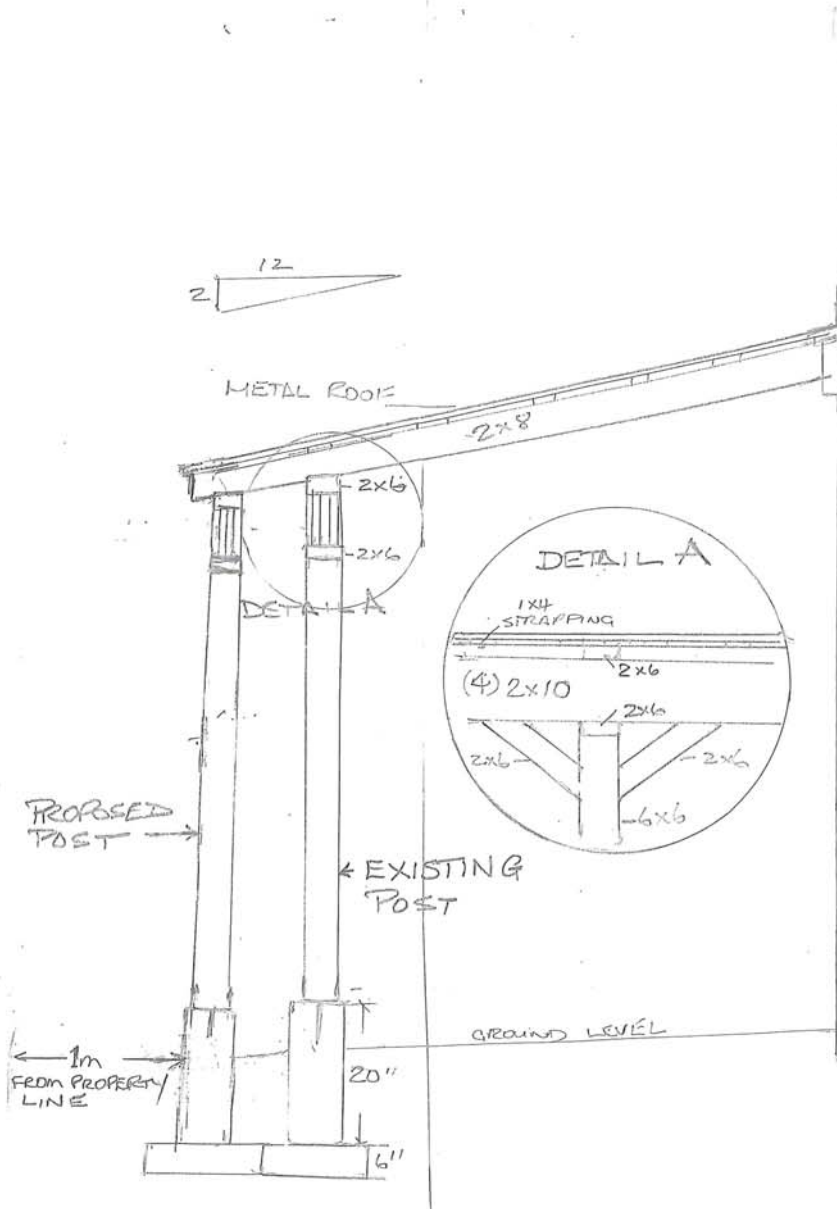 12
2
METAL ROOF
2x8
2x6
2x6
DETAIL A
DETAIL A
1x4
STRAPPING
2x6
(4) 2x10
2x6
2x6
2x6
6x6
PROPOSED
POST
EXISTING
POST
GROUND LEVEL
1m
FROM PROPERTY
LINE
20"
6"